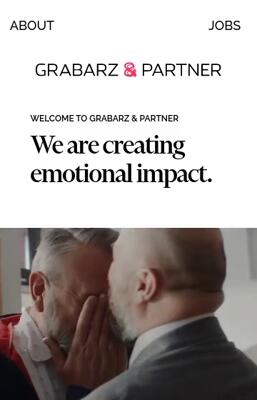 ABOUT JOBS
GRABARZ & PARTNER
WELCOME TO GRABARZ & PARTNER
We are creating
emotional impact.